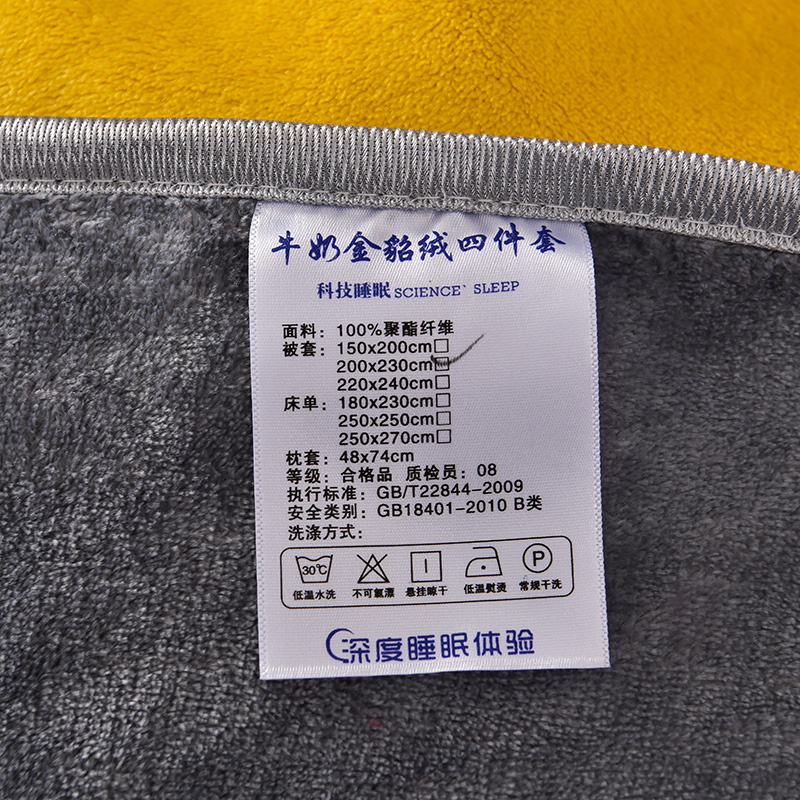 牛奶金貂绒四件套
科技睡眠 SCIENCE' SLEEP
面料：100%聚酯纤维
被套：150x200cm□
200x230cm□
220x240cm□
床单：180x230cm□
250x250cm□
250x270cm□
枕套：48x74cm
等级：合格品 质检员：08
执行标准：GB/T22844-2009
安全类别：GB18401-2010 B类
洗涤方式：
30℃ P
低温水洗 不可氯漂 悬挂晾干 低温熨烫 常规干洗
深度睡眠体验